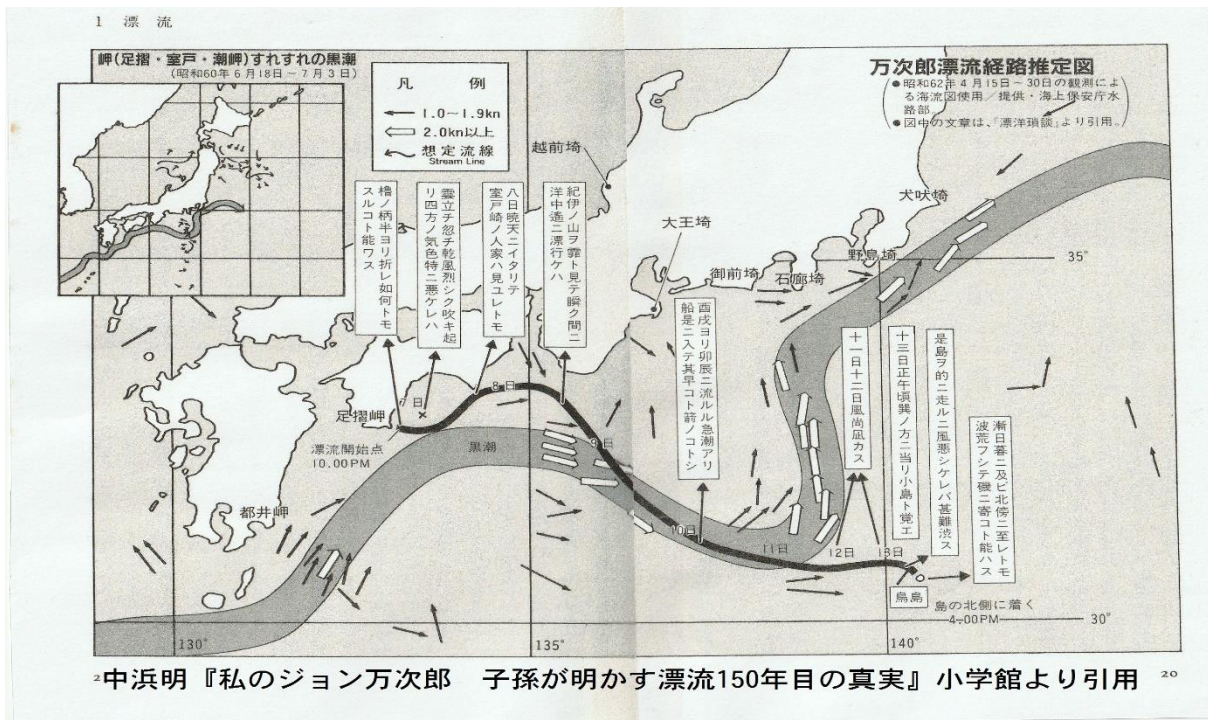 1 漂流
岬(足摺・室戸・潮岬)すれすれの黒潮
(昭和60年6月18日〜7月3日)
凡 例
1.0〜1.9kn
2.0kn以上
想定流線
Stream Line
万次郎漂流経路推定図
●昭和62年4月15日〜30日の観測によ
る海流図使用/提供・海上保安庁水
路部。
●図中の文章は、「漂洋瑣談」より引用。
越前埼
大王埼
御前埼
石廊埼
野島埼
犬吠埼
35°
櫓ノ柄半ヨリ折レ如何トモ
スルコト能ワス
雲立チ忽チ乾風烈シク吹キ起
リ四方ノ気色特ニ悪ケレハ
八日暁天ニイタリテ
室戸崎ノ人家ハ見ユレトモ
紀伊ノ山ヲ霏ト見テ瞬ク間ニ
洋中遙ニ漂行ケハ
酉戌ヨリ卯辰ニ流ルル急潮アリ
船是ニ入テ其早コト箭ノコトシ
十一日十二日風尚凪カス
十三日正午頃巽ノ方ニ当リ小島ト覚エ
是島ヲ的ニ走ルニ風悪シケレバ甚難渋ス
漸日暮ニ及ビ北傍ニ至レトモ
波荒フシテ磯ニ寄コト能ハス
足摺岬
漂流開始点
10.00PM
都井岬
黒潮
7日
8日
9日
10日
11日
12日
13日
鳥島
島の北側に着く
4.00PM
130°
135°
140°
30°
中浜明『私のジョン万次郎 子孫が明かす漂流150年目の真実』小学館より引用
20